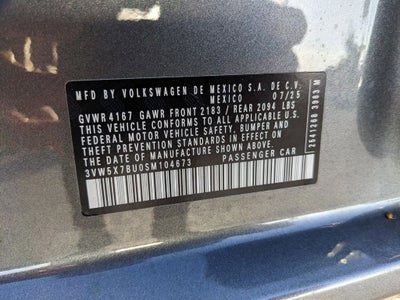 MFD BY VOLKSWAGEN DE MEXICO S.A. DE C.V.
MEXICO 07/25
GVWR 4167 GAWR FRONT 2183 / REAR 2094 LBS
THIS VEHICLE CONFORMS TO ALL APPLICABLE
FEDERAL MOTOR VEHICLE SAFETY, BUMPER AND
THEFT PREVENTION STANDARDS IN EFFECT ON
THE DATE OF MANUFACTURE SHOWN ABOVE.
3VW5X7BU0SM104673 PASSENGER CAR
2541268 3963 M